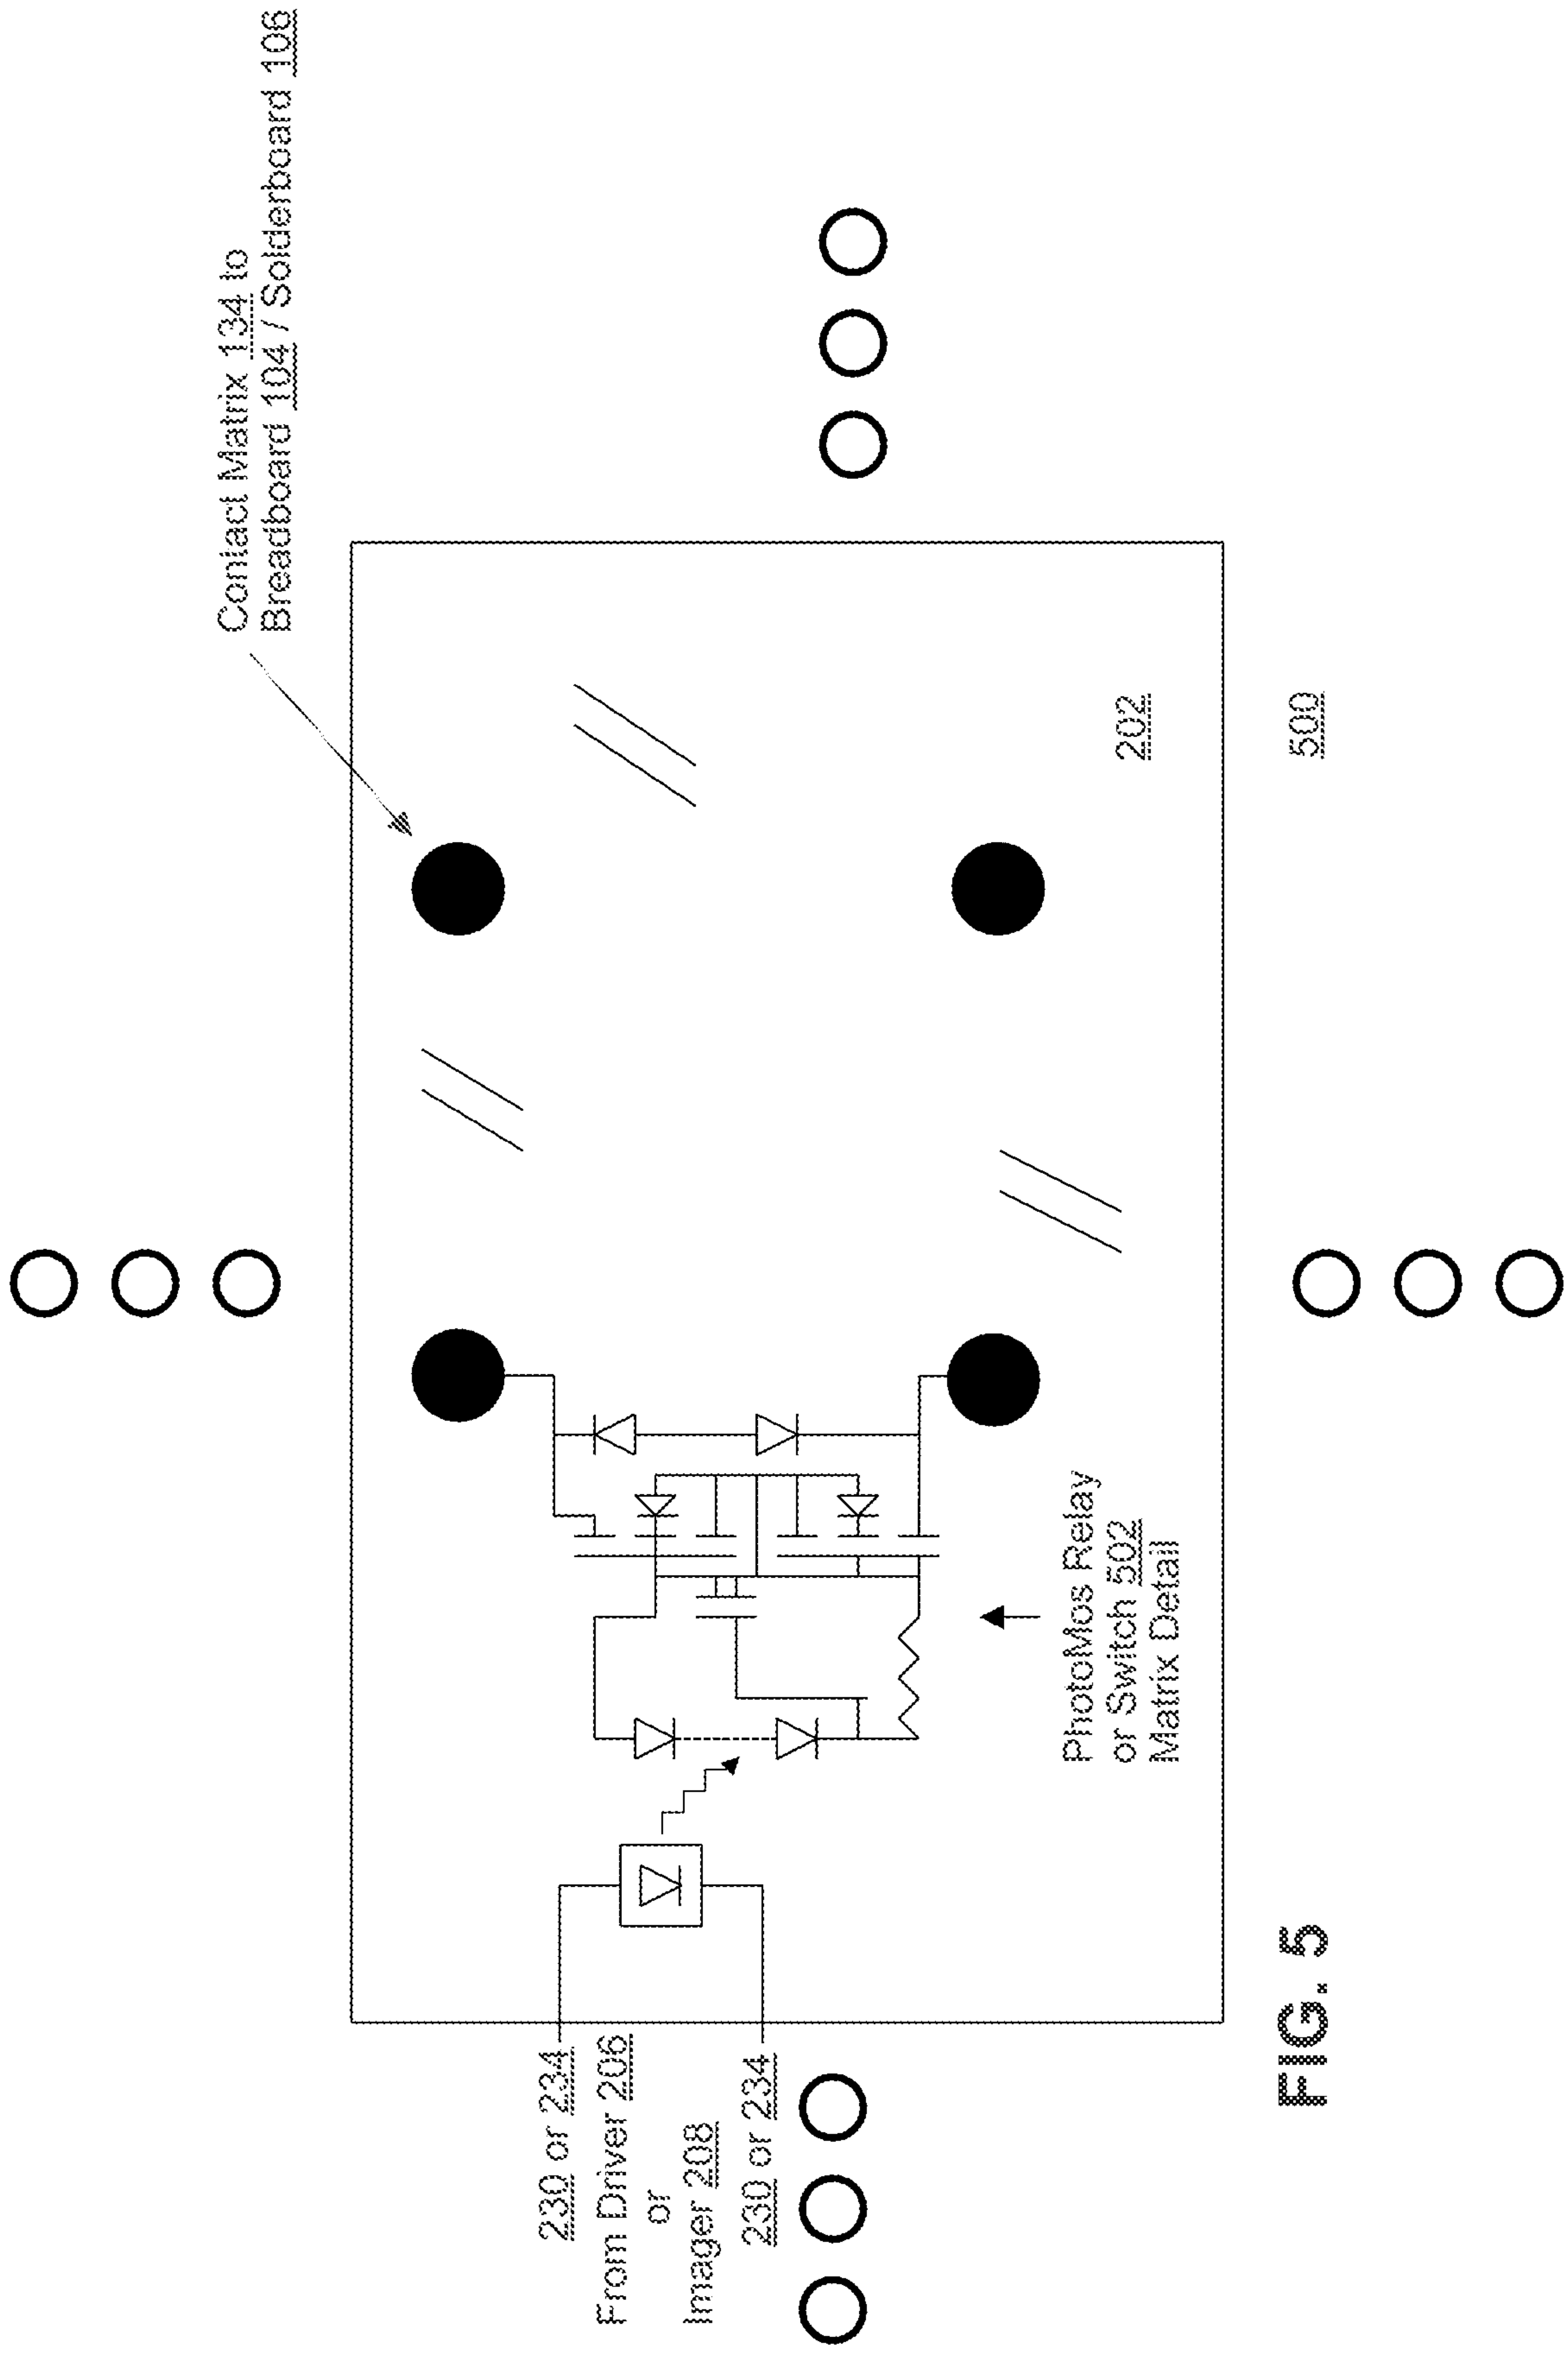 Contact Matrix 134 to
Breadboard 104 / Solderboard 106
202
500
PhotoMos Relay
or Switch 502
Matrix Detail
230 or 234
From Driver 206
or
Imager 208
230 or 234
FIG. 5